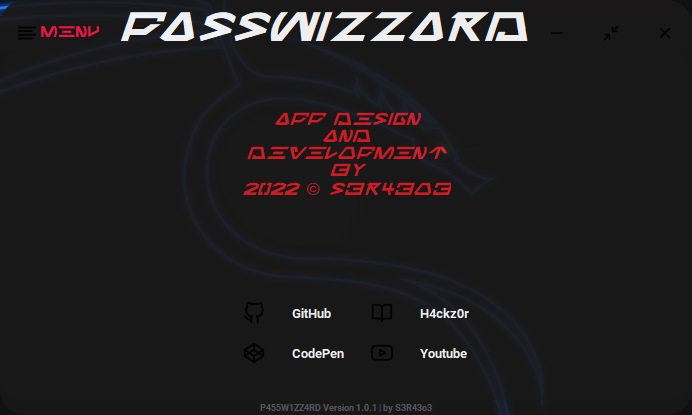 MENU
PASSWIZZARD
APP DESIGN
AND
DEVELOPMENT
BY
2022 © S3R43O3
GitHub
H4ckz0r
CodePen
Youtube
P455W1ZZ4RD Version 1.0.1 | by S3R43o3